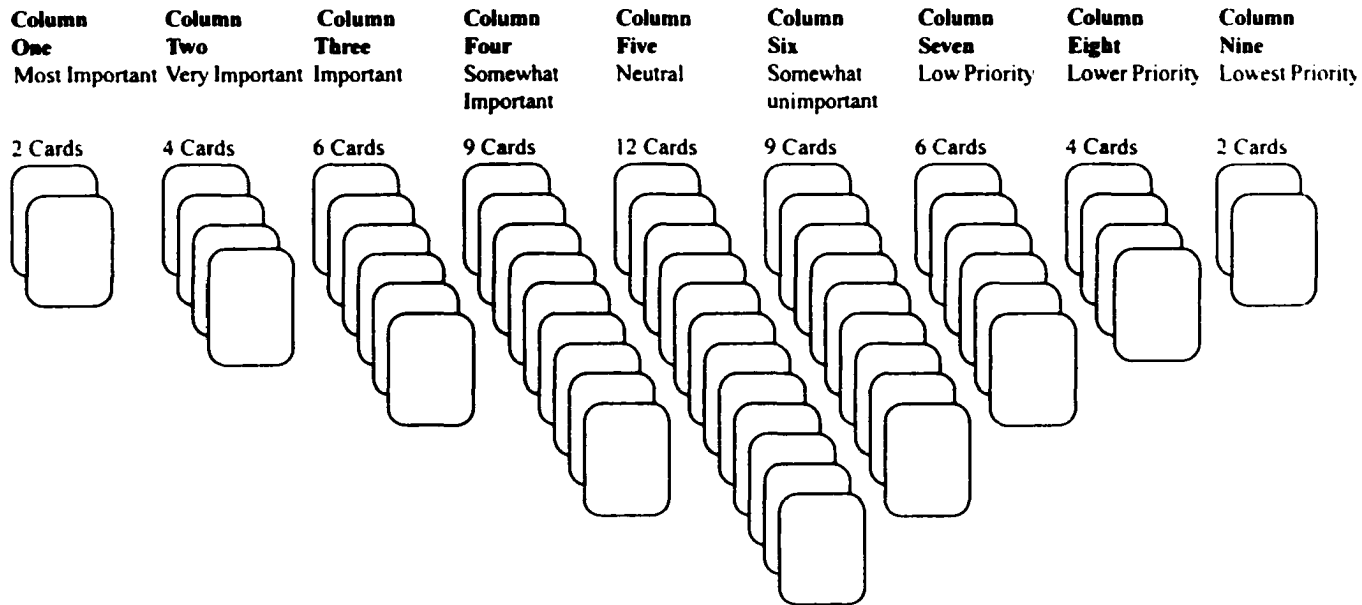 Column Column Column Column Column Column Column Column Column
One Two Three Four Five Six Seven Eight Nine
Most Important Very Important Important Somewhat Neutral Somewhat Low Priority Lower Priority Lowest Priority
Important unimportant
2 Cards 4 Cards 6 Cards 9 Cards 12 Cards 9 Cards 6 Cards 4 Cards 2 Cards